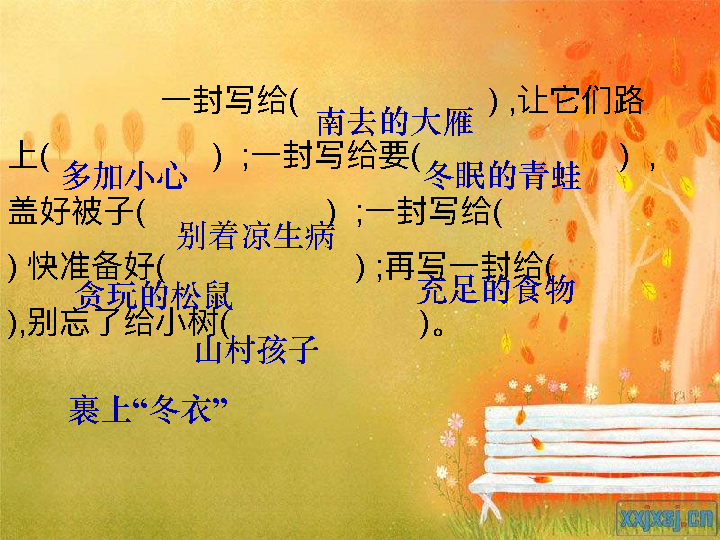 一封写给( ) ,让它们路
南去的大雁
上( ) ;一封写给要( ) ,
多加小心 冬眠的青蛙
盖好被子( ) ;一封写给(
别着凉生病
) 快准备好( ) ;再写一封给(
贪玩的松鼠 充足的食物
),别忘了给小树( )。
山村孩子
裹上“冬衣”
xxjxsj.cn